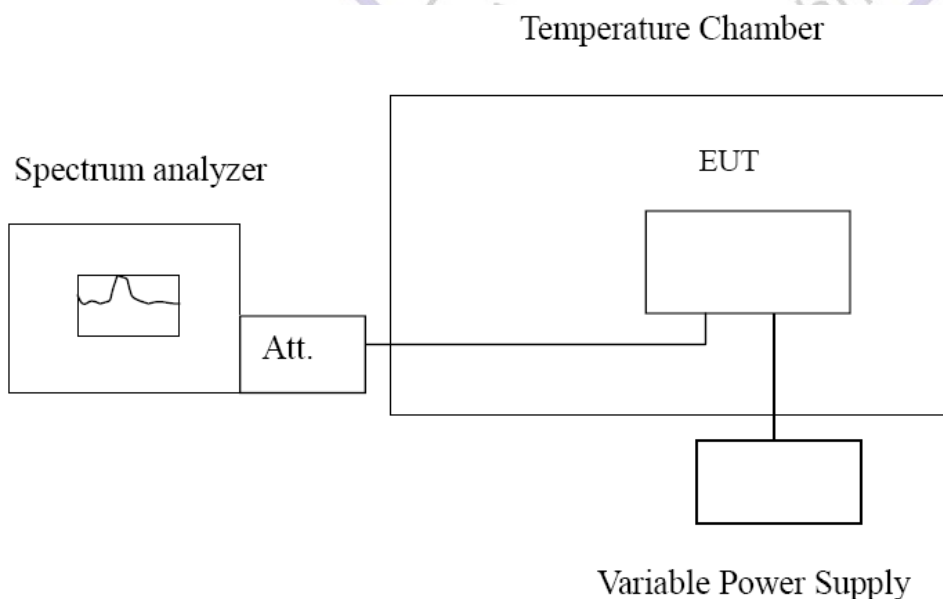 Temperature Chamber
Spectrum analyzer
EUT
Att.
Variable Power Supply